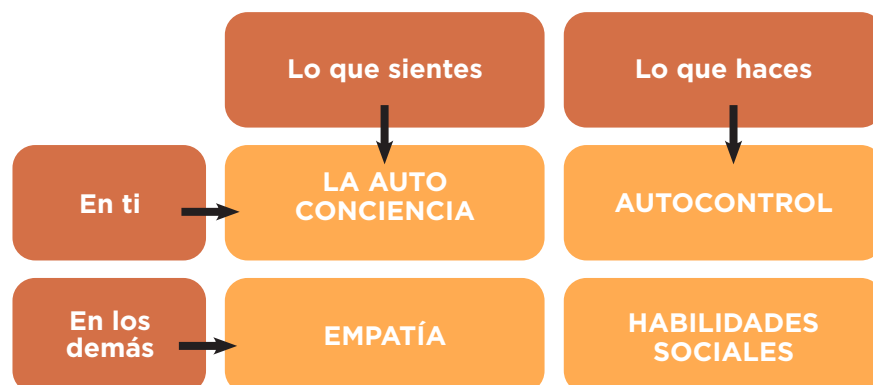 Lo que sientes
Lo que haces
En ti
LA AUTO
CONCIENCIA
AUTOCONTROL
En los
demás
EMPATÍA
HABILIDADES
SOCIALES